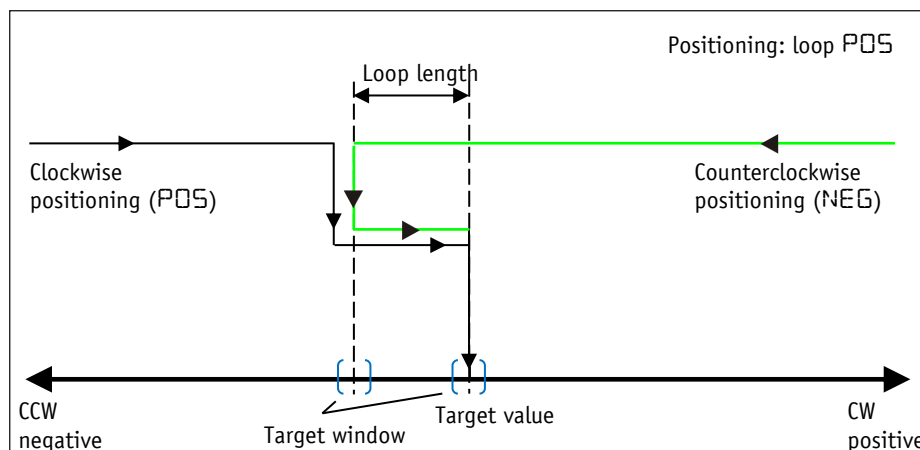 Positioning: loop POS
Loop length
Clockwise
positioning (POS)
Counterclockwise
positioning (NEG)
CCW
negative
Target window
Target value
CW
positive